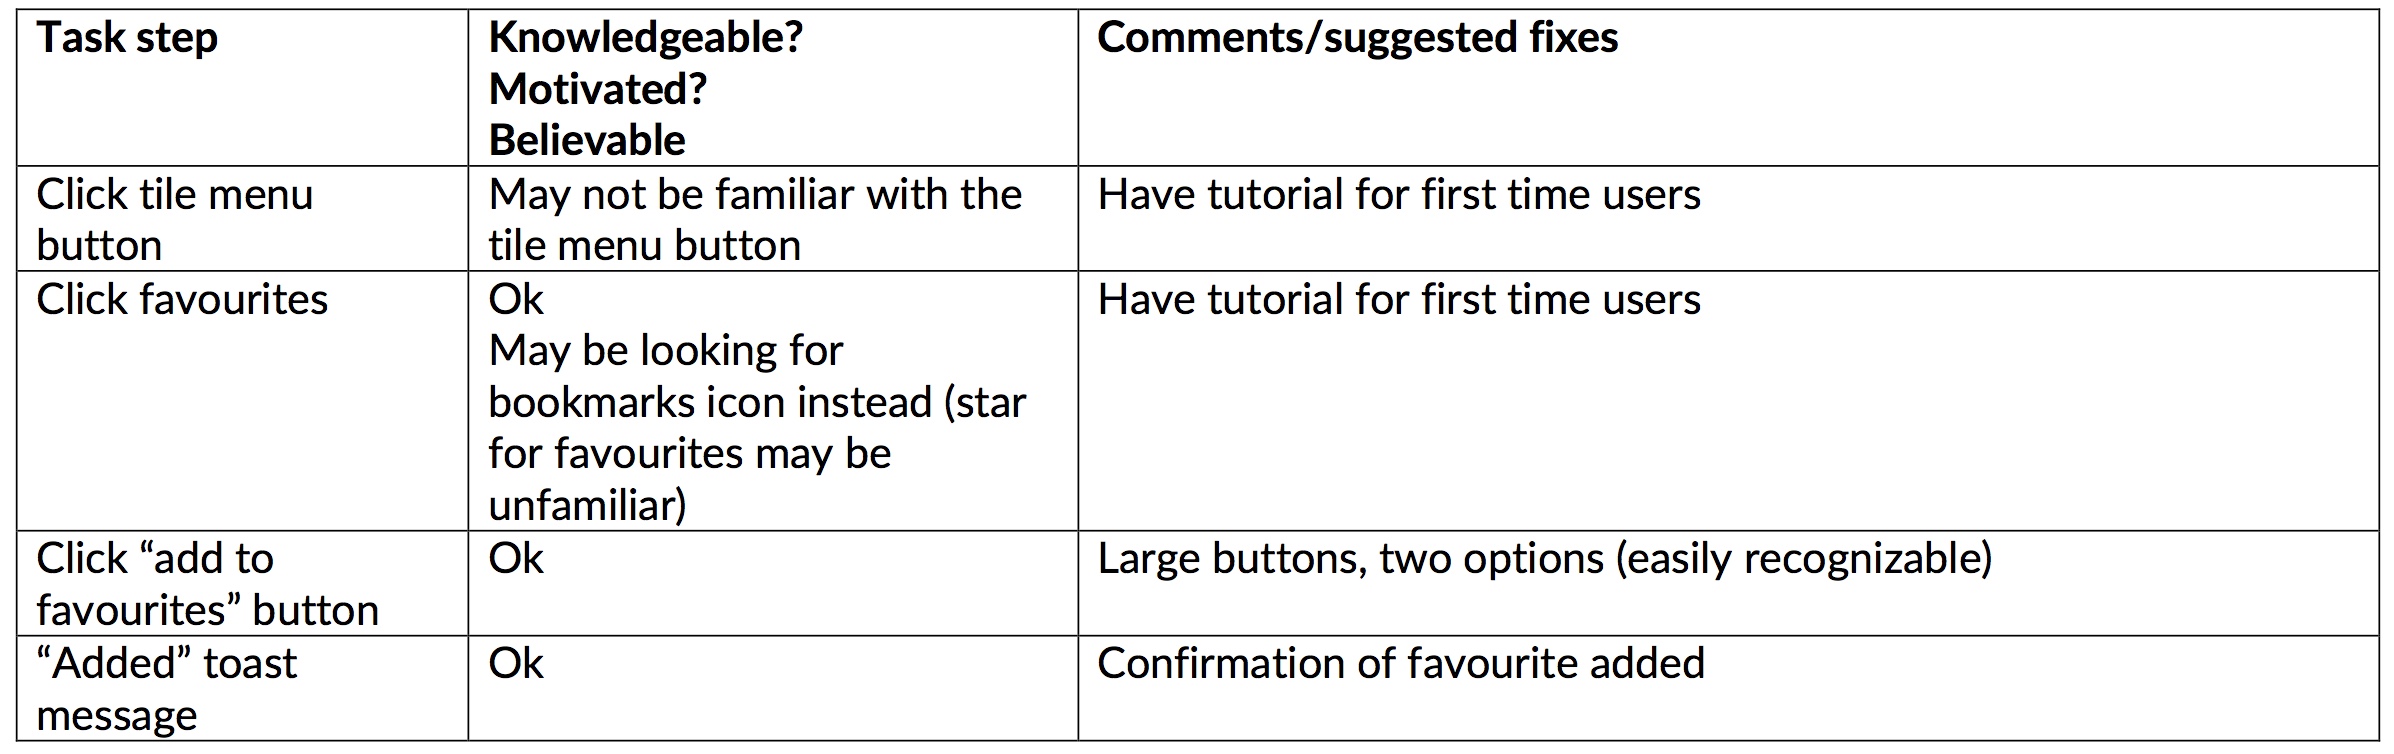 Task step
Knowledgeable?
Motivated?
Believable
Comments/suggested fixes
Click tile menu
button
May not be familiar with the
tile menu button
Have tutorial for first time users
Click favourites
Ok
May be looking for
bookmarks icon instead (star
for favourites may be
unfamiliar)
Have tutorial for first time users
Click “add to
favourites” button
Ok
Large buttons, two options (easily recognizable)
“Added” toast
message
Ok
Confirmation of favourite added